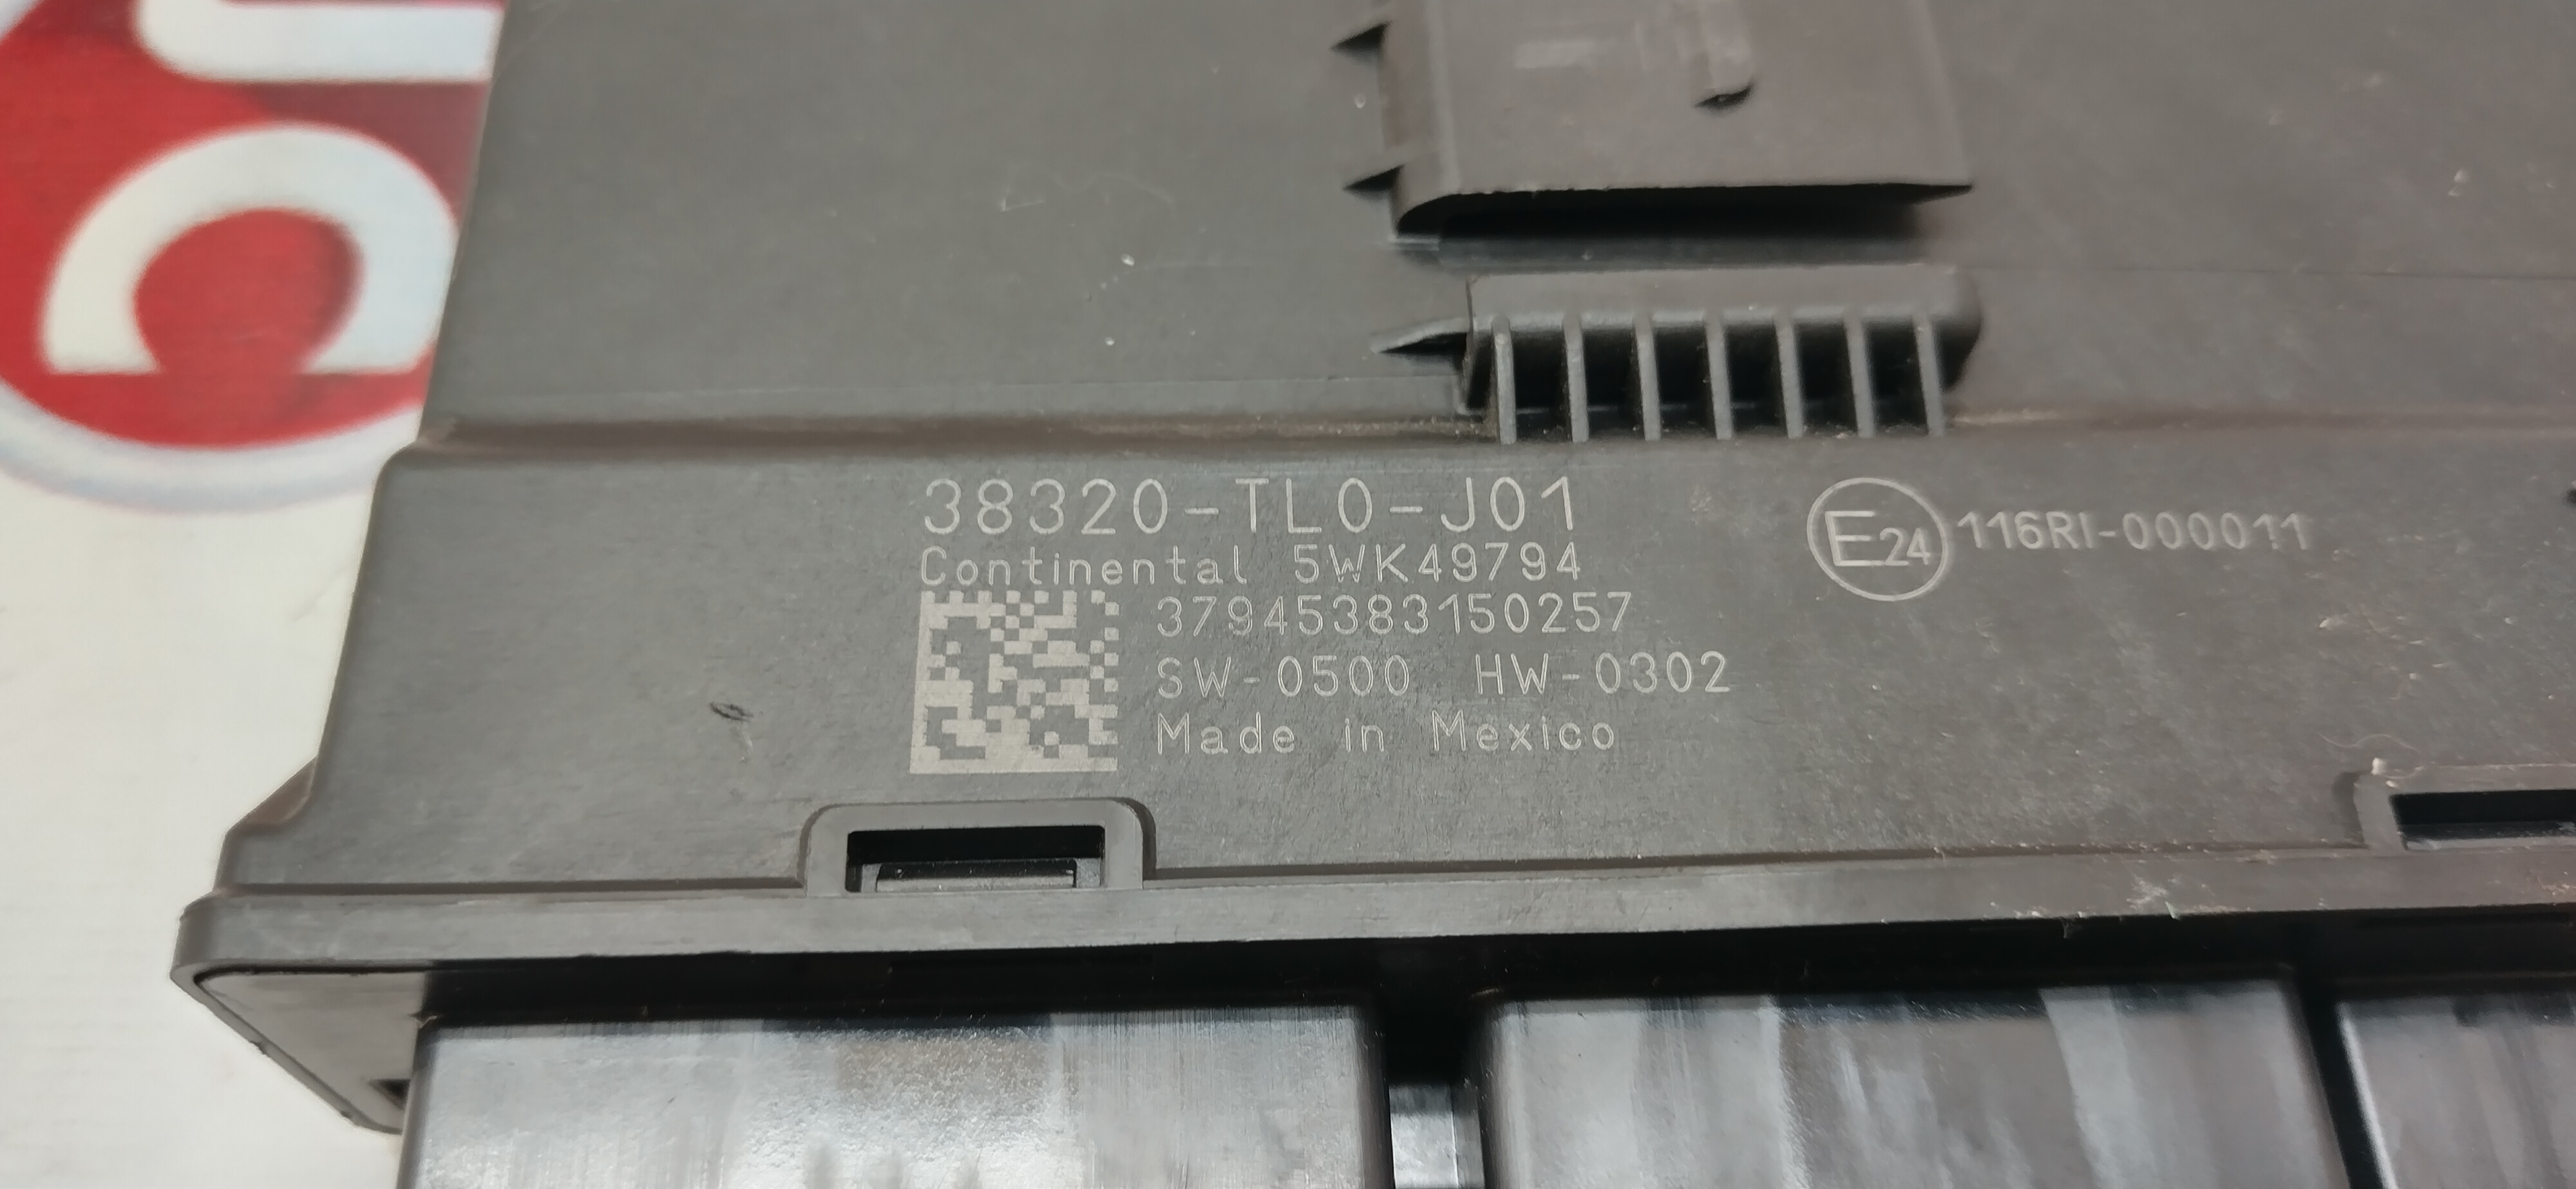 38320-TL0-J01
Continental 5WK49794
37945383150257
SW-0500 HW-0302
Made in Mexico
E24 116RI-000011